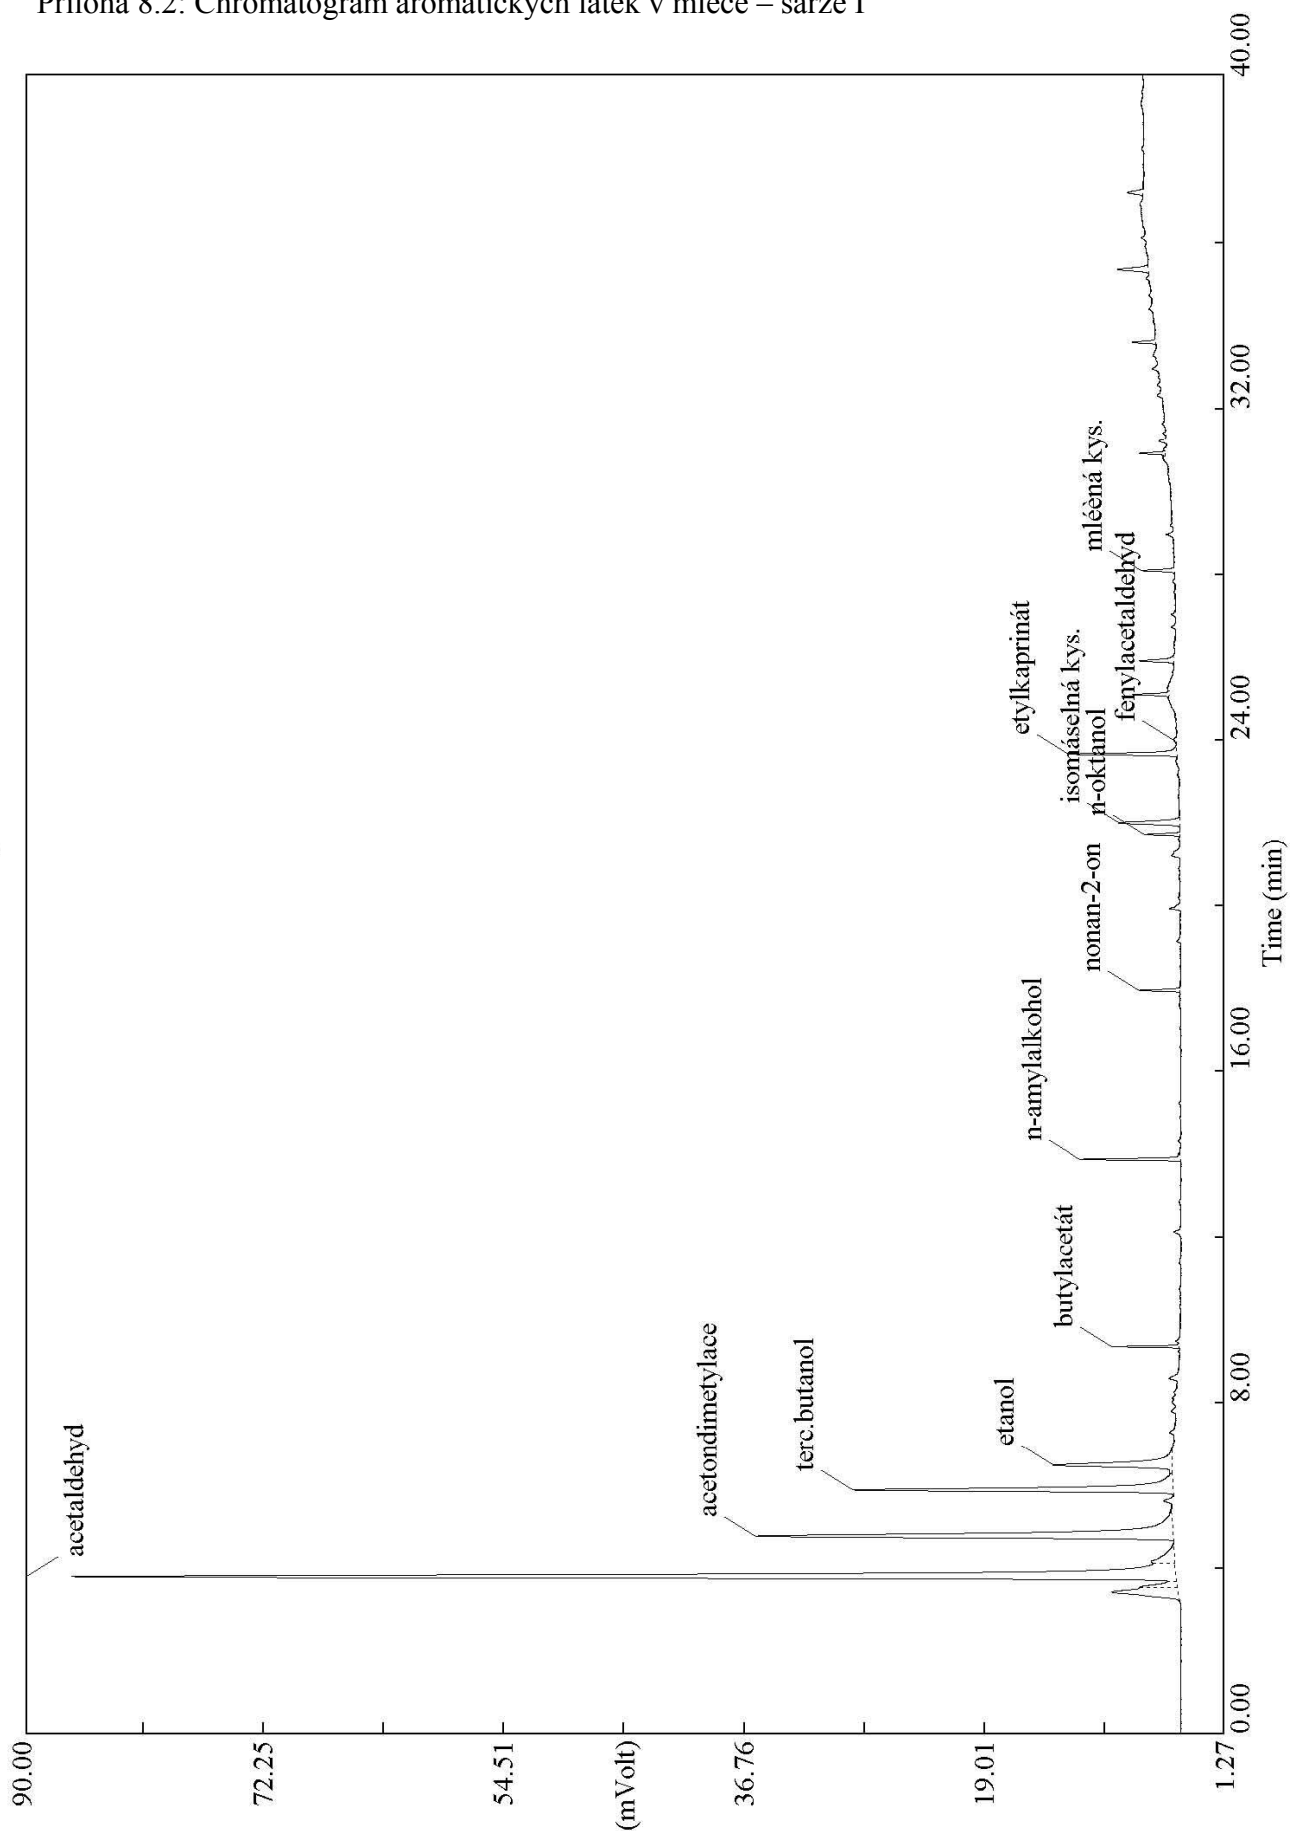 Příloha 8.2: Chromatogram aromatických látek v mléce – šarže I
acetaldehyd
acetondimetylace
terc.butanol
etanol
butylacetát
n-amylalkohol
nonan-2-on
n-oktanol
isomáselná kys.
etylkaprinát
fenylacetaldehyd
mléèná kys.
90.00
72.25
54.51
(mVolt)
36.76
19.01
1.27
0.00
8.00
16.00
24.00
32.00
40.00
Time (min)